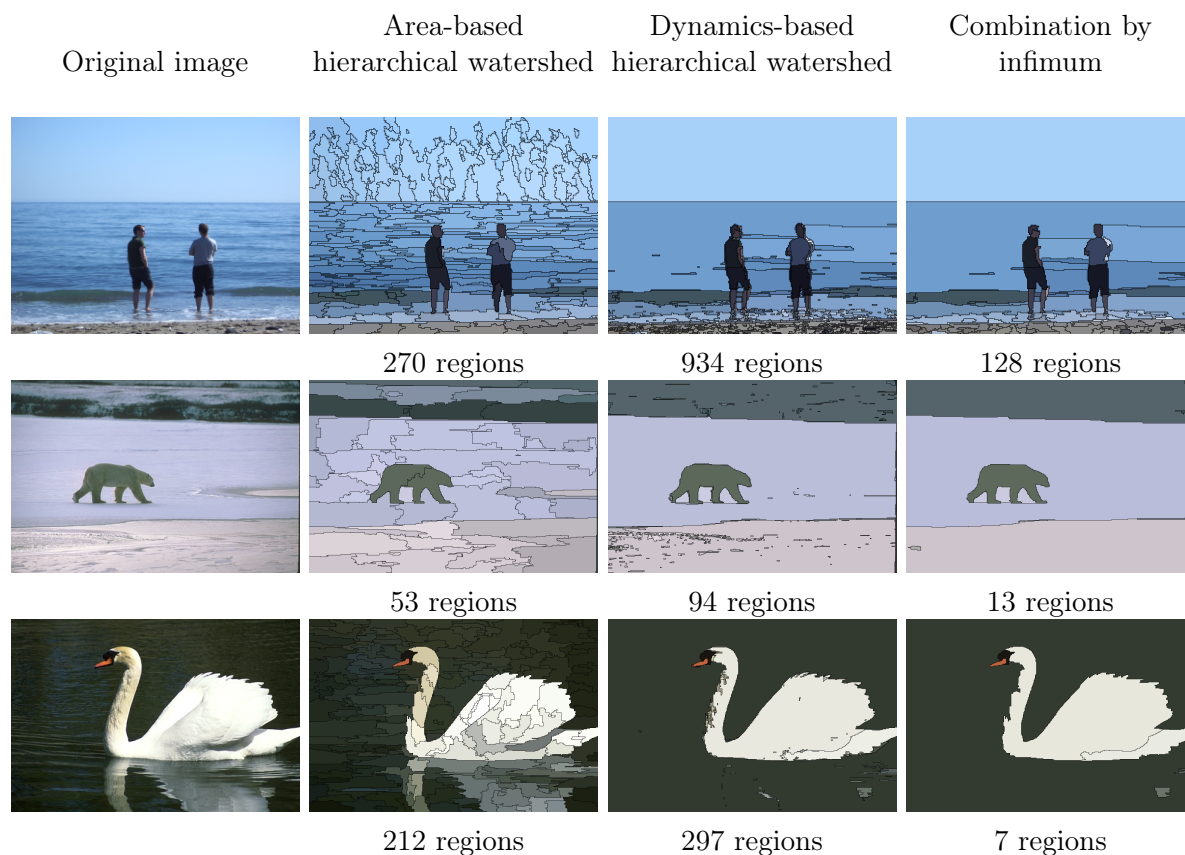 Original image
Area-based
hierarchical watershed
Dynamics-based
hierarchical watershed
Combination by
infimum
270 regions
934 regions
128 regions
53 regions
94 regions
13 regions
212 regions
297 regions
7 regions